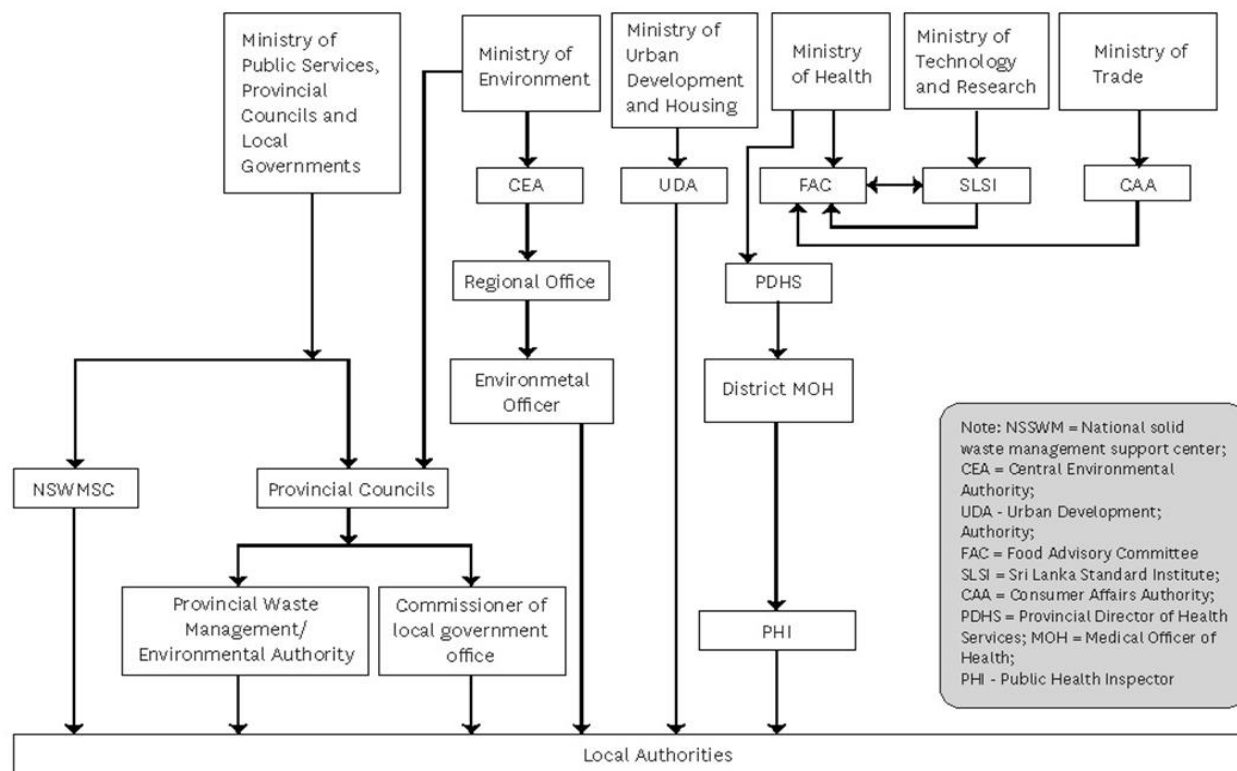 Ministry of
Public Services,
Provincial
Councils and
Local
Governments
Ministry of
Environment
Ministry of
Urban
Development
and Housing
Ministry
of Health
Ministry of
Technology
and Research
Ministry of
Trade
CEA
UDA
FAC
SLSI
CAA
Regional Office
PDHS
Environmetal
Officer
District MOH
NSWMSC
Provincial Councils
Provincial Waste
Management/
Environmental Authority
Commissioner of
local government
office
PHI
Note: NSSWM = National solid
waste management support center;
CEA = Central Environmental
Authority;
UDA - Urban Development;
Authority;
FAC = Food Advisory Committee
SLSI = Sri Lanka Standard Institute;
CAA = Consumer Affairs Authority;
PDHS = Provincial Director of Health
Services; MOH = Medical Officer of
Health;
PHI - Public Health Inspector
Local Authorities